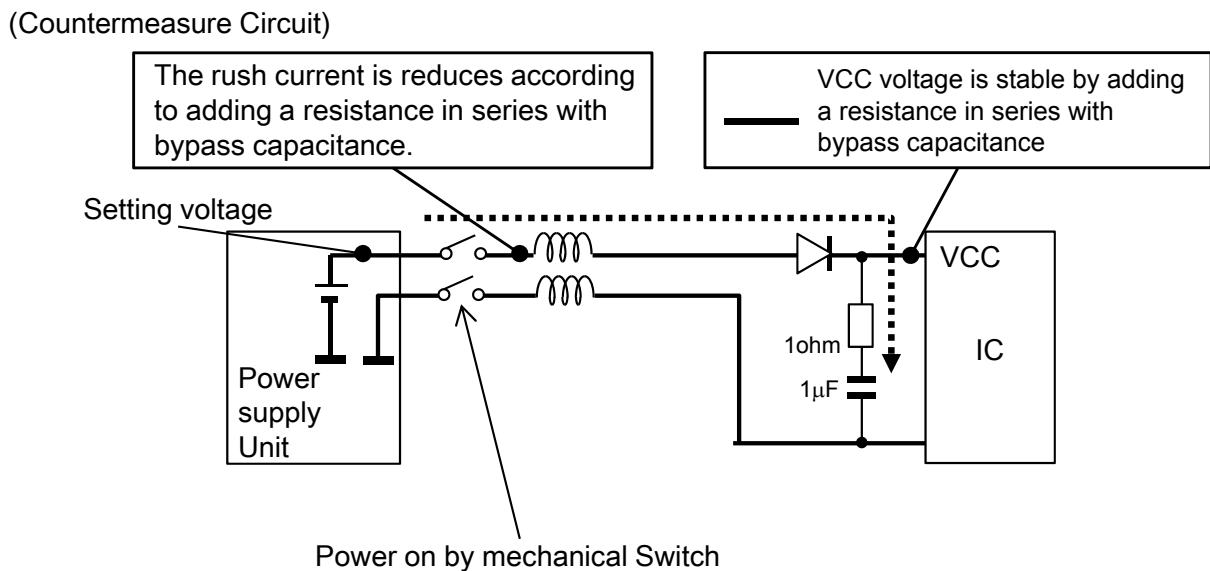 (Countermeasure Circuit)
The rush current is reduces according
to adding a resistance in series with
bypass capacitance.
VCC voltage is stable by adding
a resistance in series with
bypass capacitance
Setting voltage
VCC
1ohm
IC
1μF
Power
supply
Unit
Power on by mechanical Switch